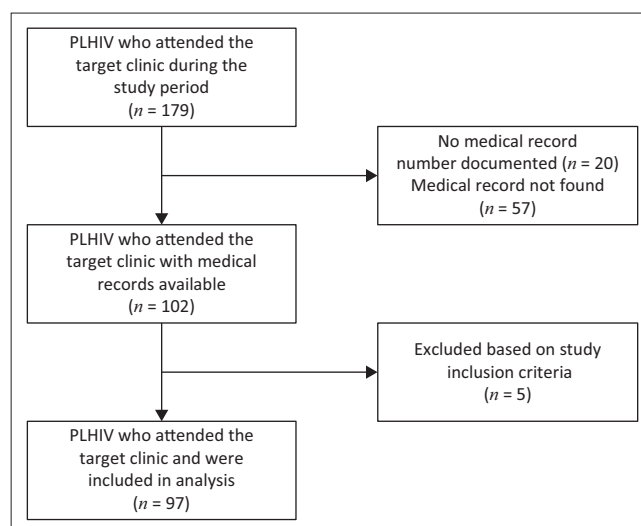 PLHIV who attended the
target clinic during the
study period
(n = 179)
No medical record
number documented (n = 20)
Medical record not found
(n = 57)
PLHIV who attended the
target clinic with medical
records available
(n = 102)
Excluded based on study
inclusion criteria
(n = 5)
PLHIV who attended the
target clinic and were
included in analysis
(n = 97)